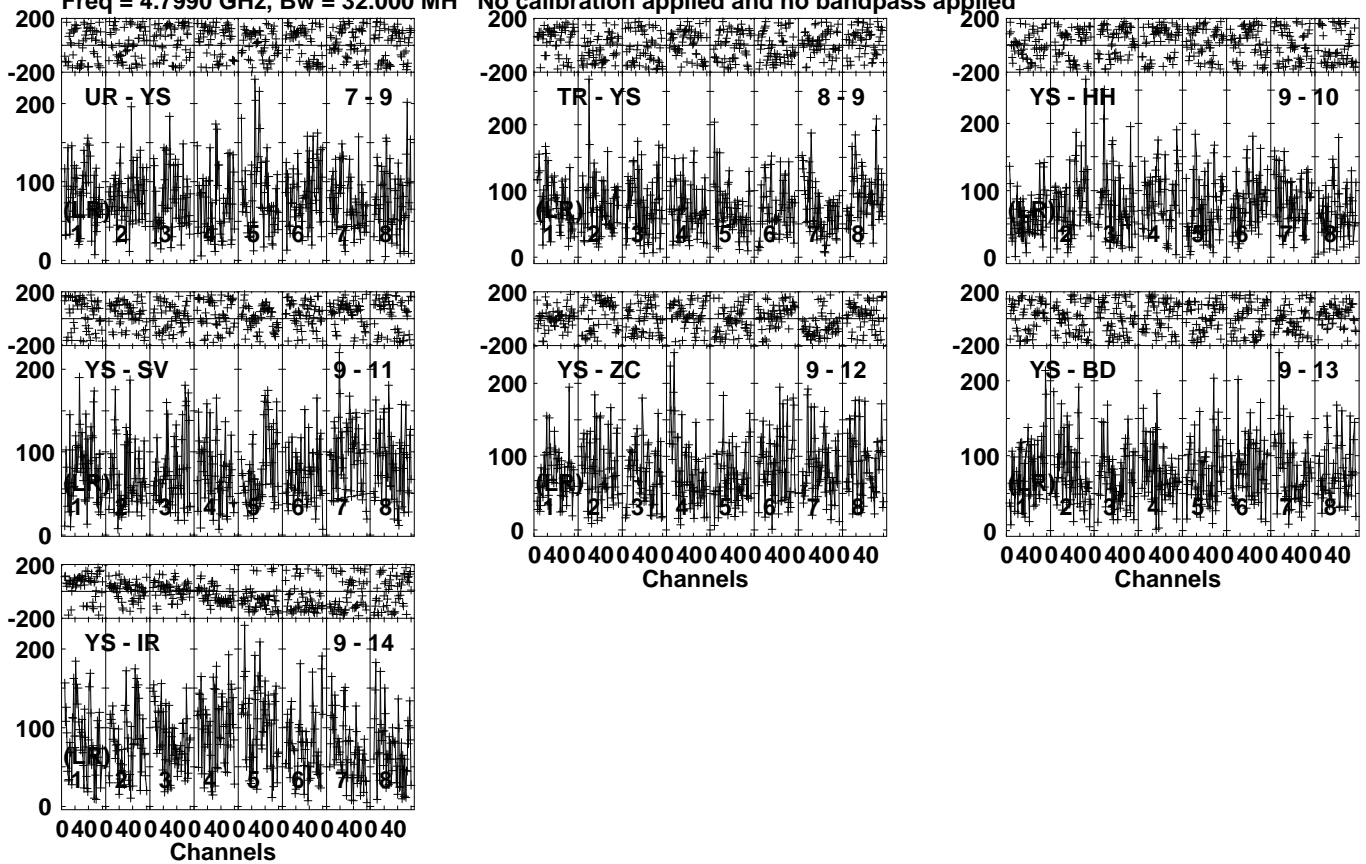 Freq = 4.7990 GHz, Bw = 32.000 MH No calibration applied and no bandpass applied
200 200 200
-200 -200 -200
UR - YS 7 - 9 TR - YS 8 - 9 YS - HH 9 - 10
200 200 200
100 100 100
(LR) (LR) (LR)
1 2 3 4 5 6 7 8 1 2 3 4 5 6 7 8 1 2 3 4 5 6 7 8
0 0 0
200 200 200
-200 -200 -200
YS - SV 9 - 11 YS - ZC 9 - 12 YS - BD 9 - 13
200 200 200
100 100 100
(LR) (LR) (LR)
1 2 3 4 5 6 7 8 1 2 3 4 5 6 7 8 1 2 3 4 5 6 7 8
0 0 0
0 40 0 40 0 40 0 40 0 40 0 40 0 40 0 40 0 40 0 40 0 40 0 40 0 40 0 40 0 40 0 40
Channels Channels
200
-200
YS - IR 9 - 14
200
100
(LR)
1 2 3 4 5 6 7 8
0
0 40 0 40 0 40 0 40 0 40 0 40 0 40 0 40
Channels